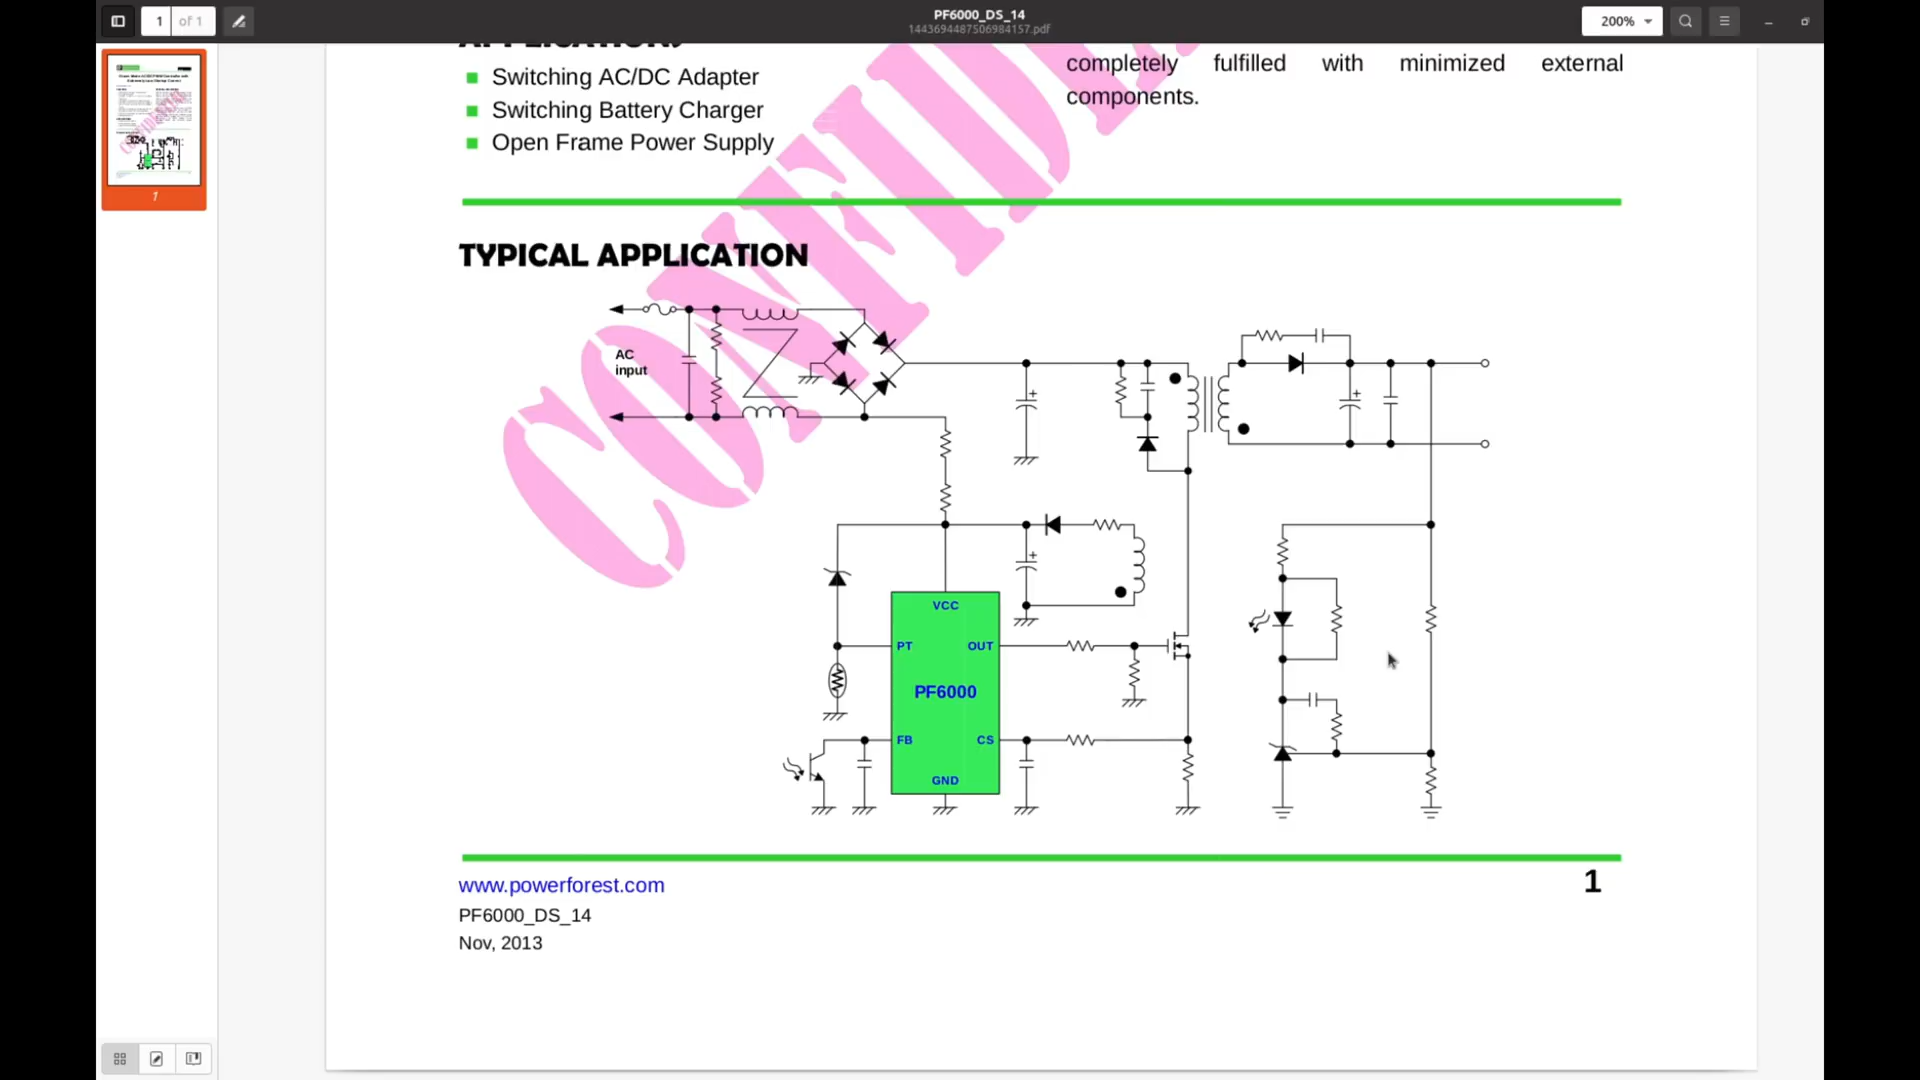 1 of 1
PF6000_DS_14
1443694487506984157.pdf
200%
1
completely fulfilled with minimized external
components.
Switching AC/DC Adapter
Switching Battery Charger
Open Frame Power Supply
TYPICAL APPLICATION
AC
input
VCC
PT OUT
PF6000
FB CS
GND
www.powerforest.com
1
PF6000_DS_14
Nov, 2013